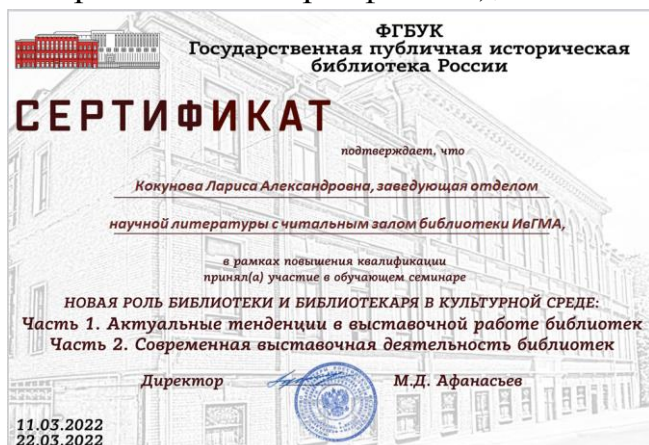 ФГБУК
Государственная публичная историческая
библиотека России
СЕРТИФИКАТ
подтверждает, что
Кокунова Лариса Александровна, заведующая отделом
научной литературы с читальным залом библиотеки ИвГМА,
в рамках повышения квалификации
принял(а) участие в обучающем семинаре
НОВАЯ РОЛЬ БИБЛИОТЕКИ И БИБЛИОТЕКАРЯ В КУЛЬТУРНОЙ СРЕДЕ:
Часть 1. Актуальные тенденции в выставочной работе библиотек
Часть 2. Современная выставочная деятельность библиотек
Директор М.Д. Афанасьев
11.03.2022
22.03.2022